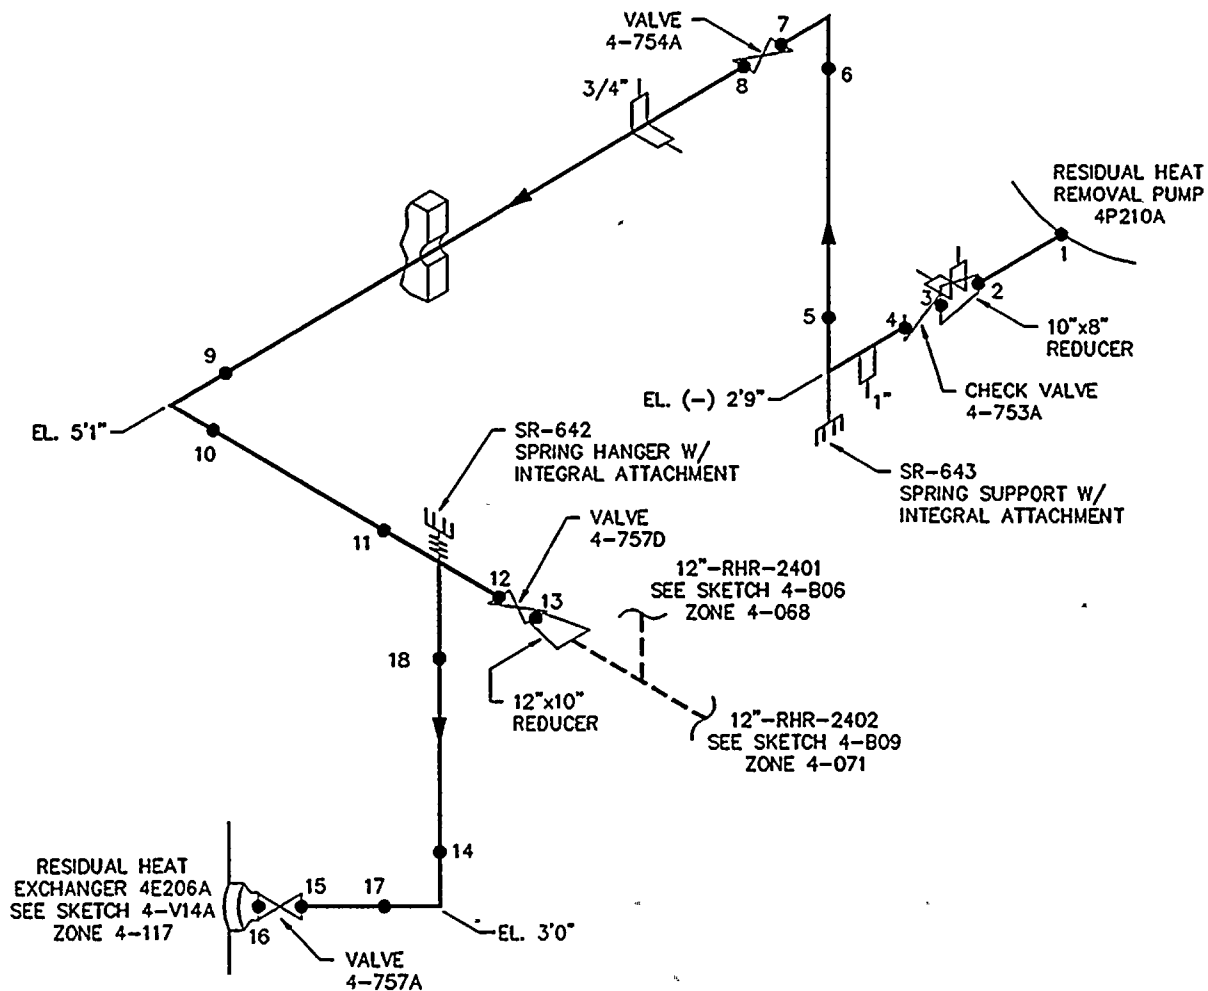 VALVE
4-754A
7
8
6
3/4"
RESIDUAL HEAT
REMOVAL PUMP
4P210A
1
2
3
4
5
10"x8"
REDUCER
CHECK VALVE
4-753A
1"
EL. (-) 2'9"
9
EL. 5'1"
10
SR-642
SPRING HANGER W/
INTEGRAL ATTACHMENT
SR-643
SPRING SUPPORT W/
INTEGRAL ATTACHMENT
11
VALVE
4-757D
12
13
12"-RHR-2401
SEE SKETCH 4-B06
ZONE 4-068
18
12"x10"
REDUCER
12"-RHR-2402
SEE SKETCH 4-B09
ZONE 4-071
14
RESIDUAL HEAT
EXCHANGER 4E206A
SEE SKETCH 4-V14A
ZONE 4-117
15
17
16
EL. 3'0"
VALVE
4-757A